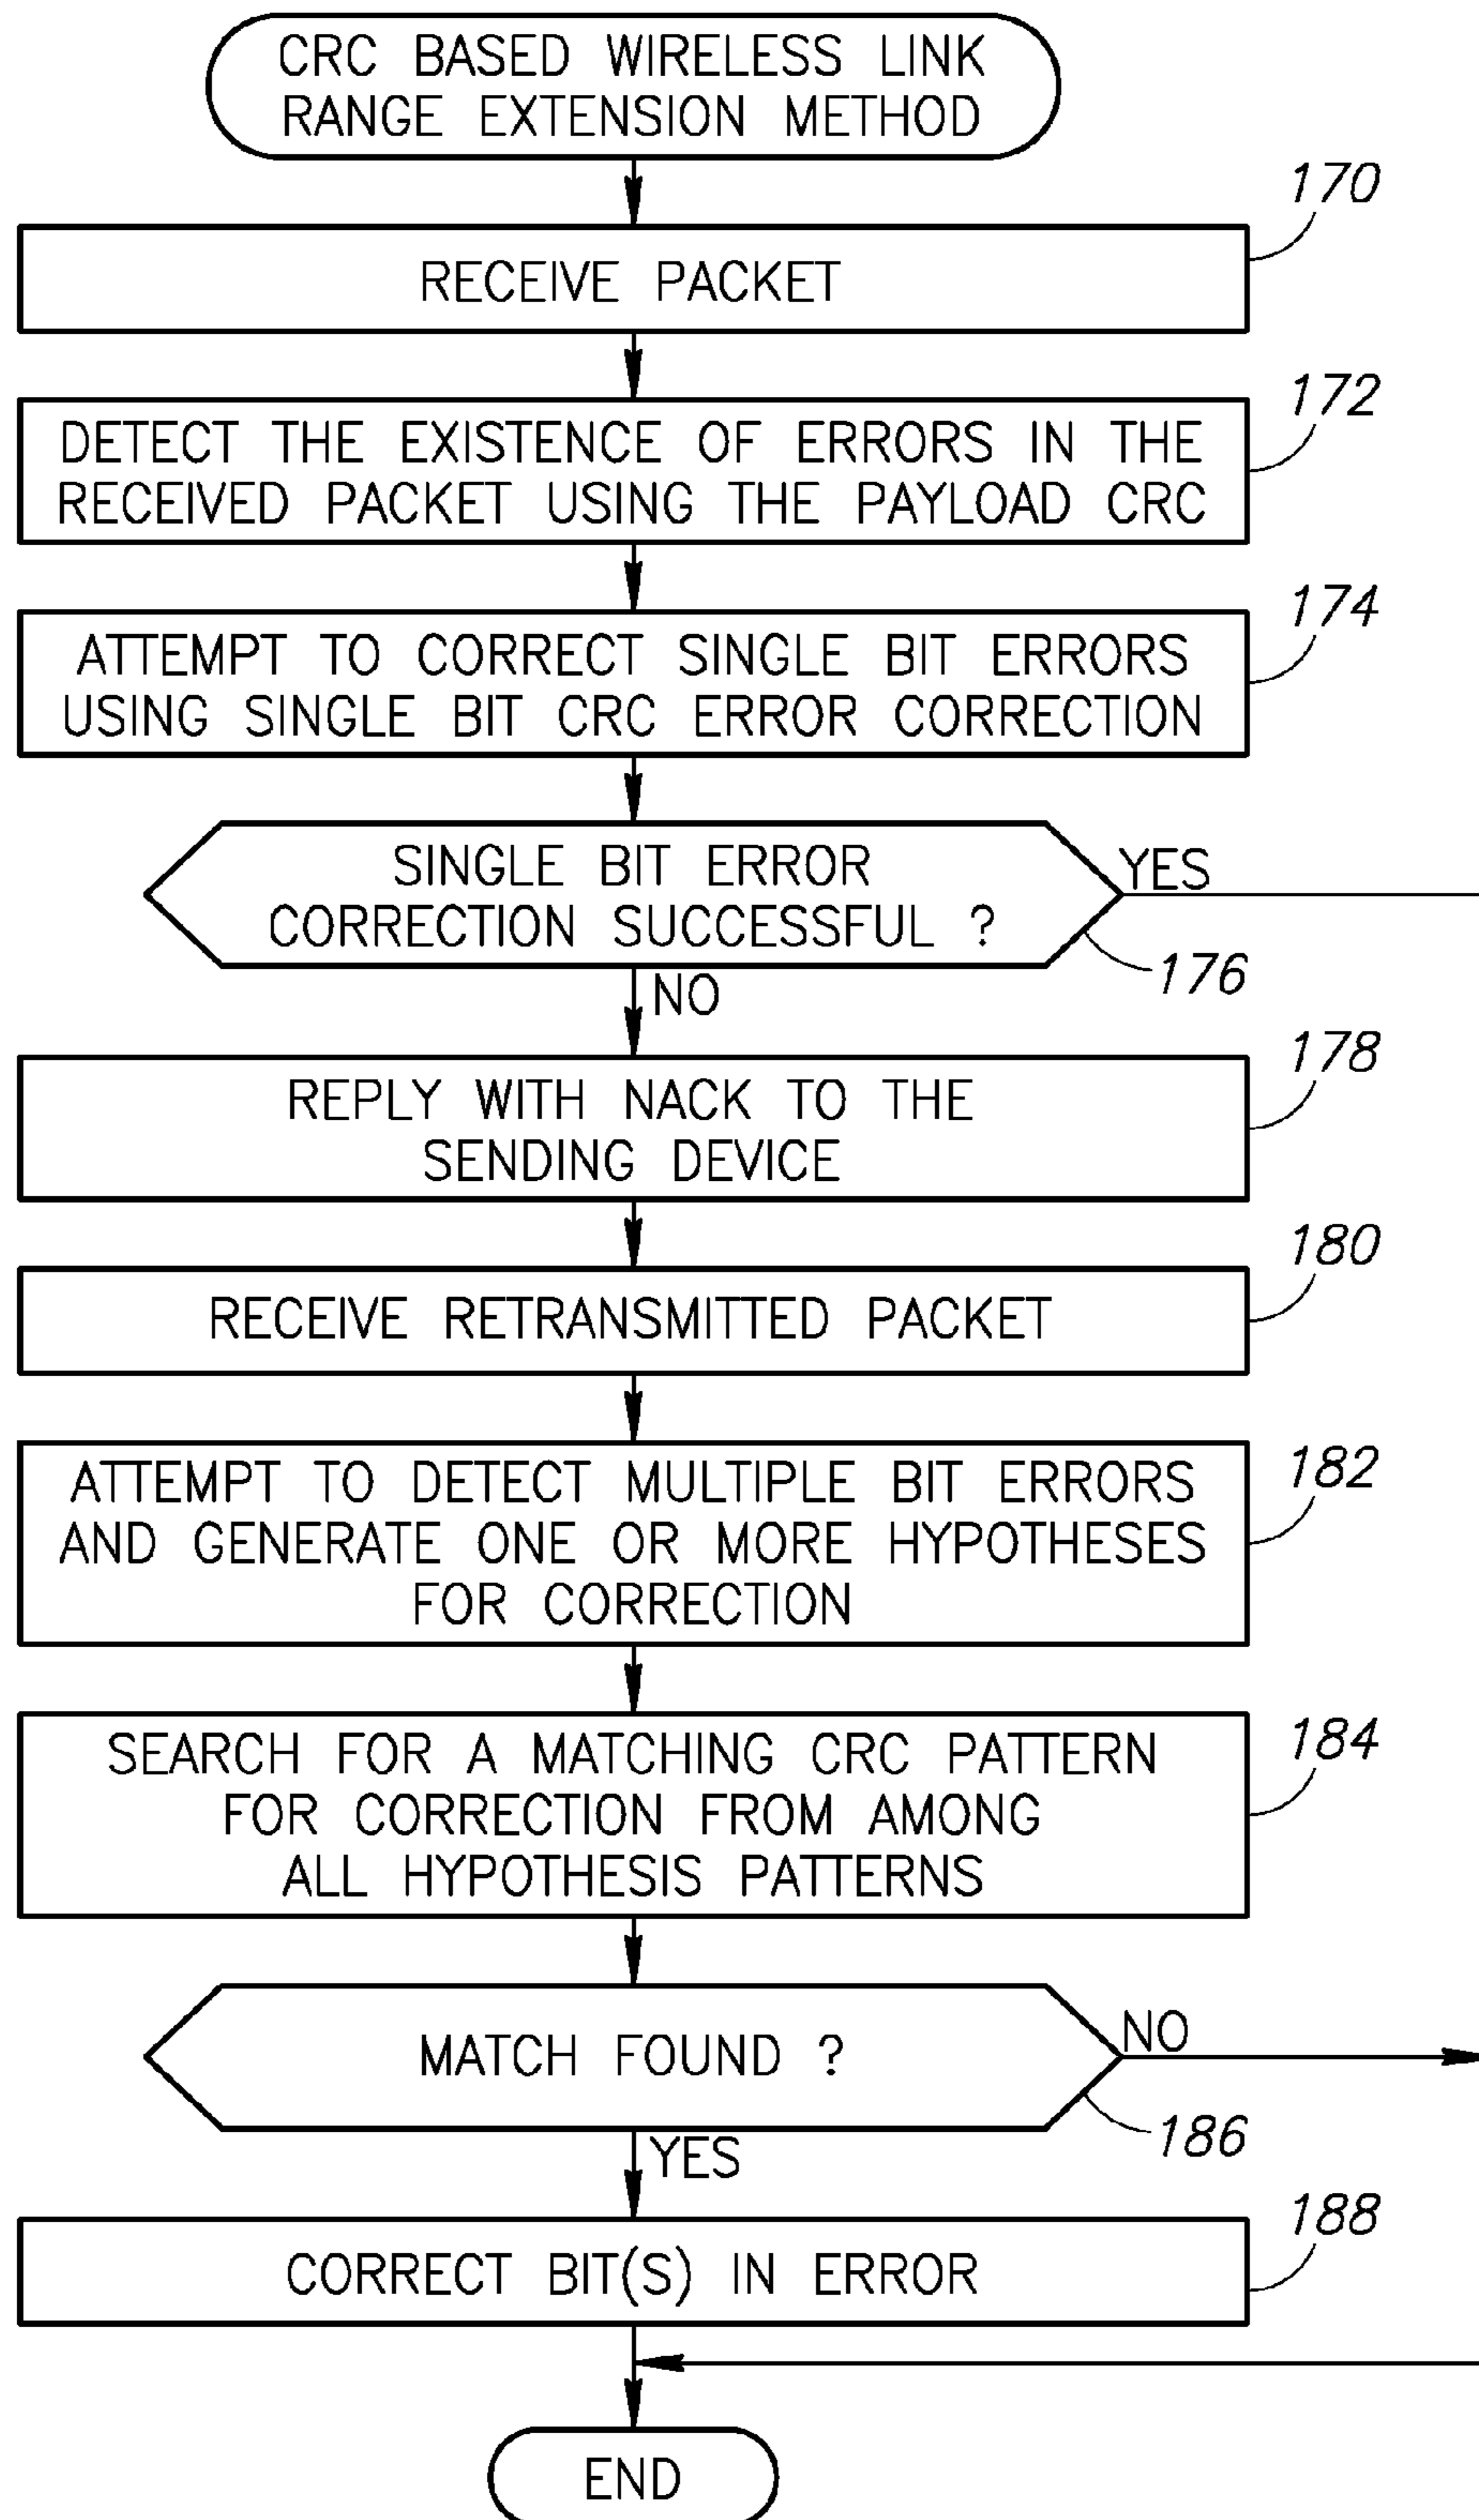 CRC BASED WIRELESS LINK
RANGE EXTENSION METHOD
170
RECEIVE PACKET
172
DETECT THE EXISTENCE OF ERRORS IN THE
RECEIVED PACKET USING THE PAYLOAD CRC
174
ATTEMPT TO CORRECT SINGLE BIT ERRORS
USING SINGLE BIT CRC ERROR CORRECTION
SINGLE BIT ERROR
CORRECTION SUCCESSFUL ?
YES
176
NO
178
REPLY WITH NACK TO THE
SENDING DEVICE
180
RECEIVE RETRANSMITTED PACKET
182
ATTEMPT TO DETECT MULTIPLE BIT ERRORS
AND GENERATE ONE OR MORE HYPOTHESES
FOR CORRECTION
184
SEARCH FOR A MATCHING CRC PATTERN
FOR CORRECTION FROM AMONG
ALL HYPOTHESIS PATTERNS
NO
MATCH FOUND ?
186
YES
188
CORRECT BIT(S) IN ERROR
END